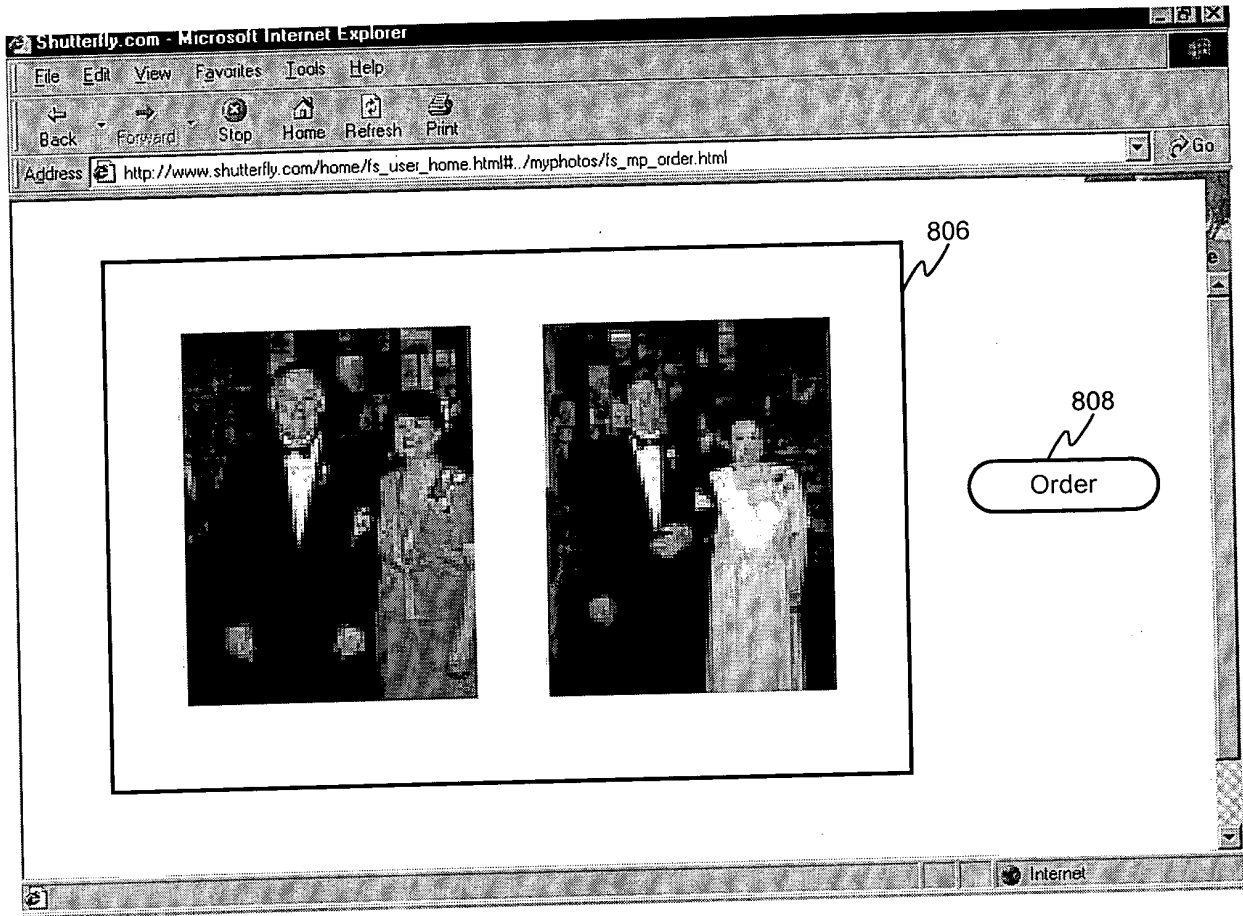 Shutterfly.com - Microsoft Internet Explorer
File Edit View Favorites Tools Help
Back Forward Stop Home Refresh Print
Address http://www.shutterfly.com/home/fs_user_home.html#../myphotos/fs_mp_order.html Go
806
e
808
Order
Internet